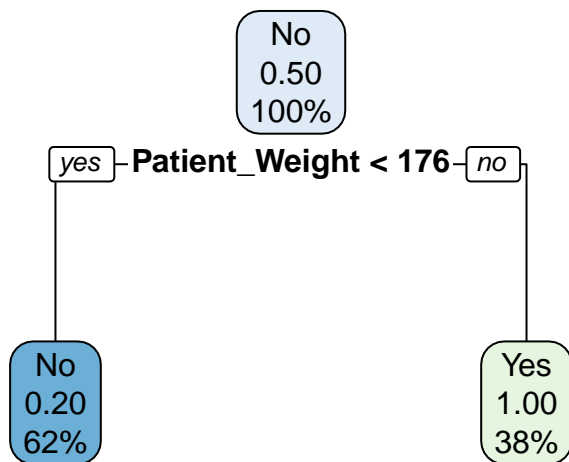 No
0.50
100%
yes Patient_Weight < 176 no
No
0.20
62%
Yes
1.00
38%